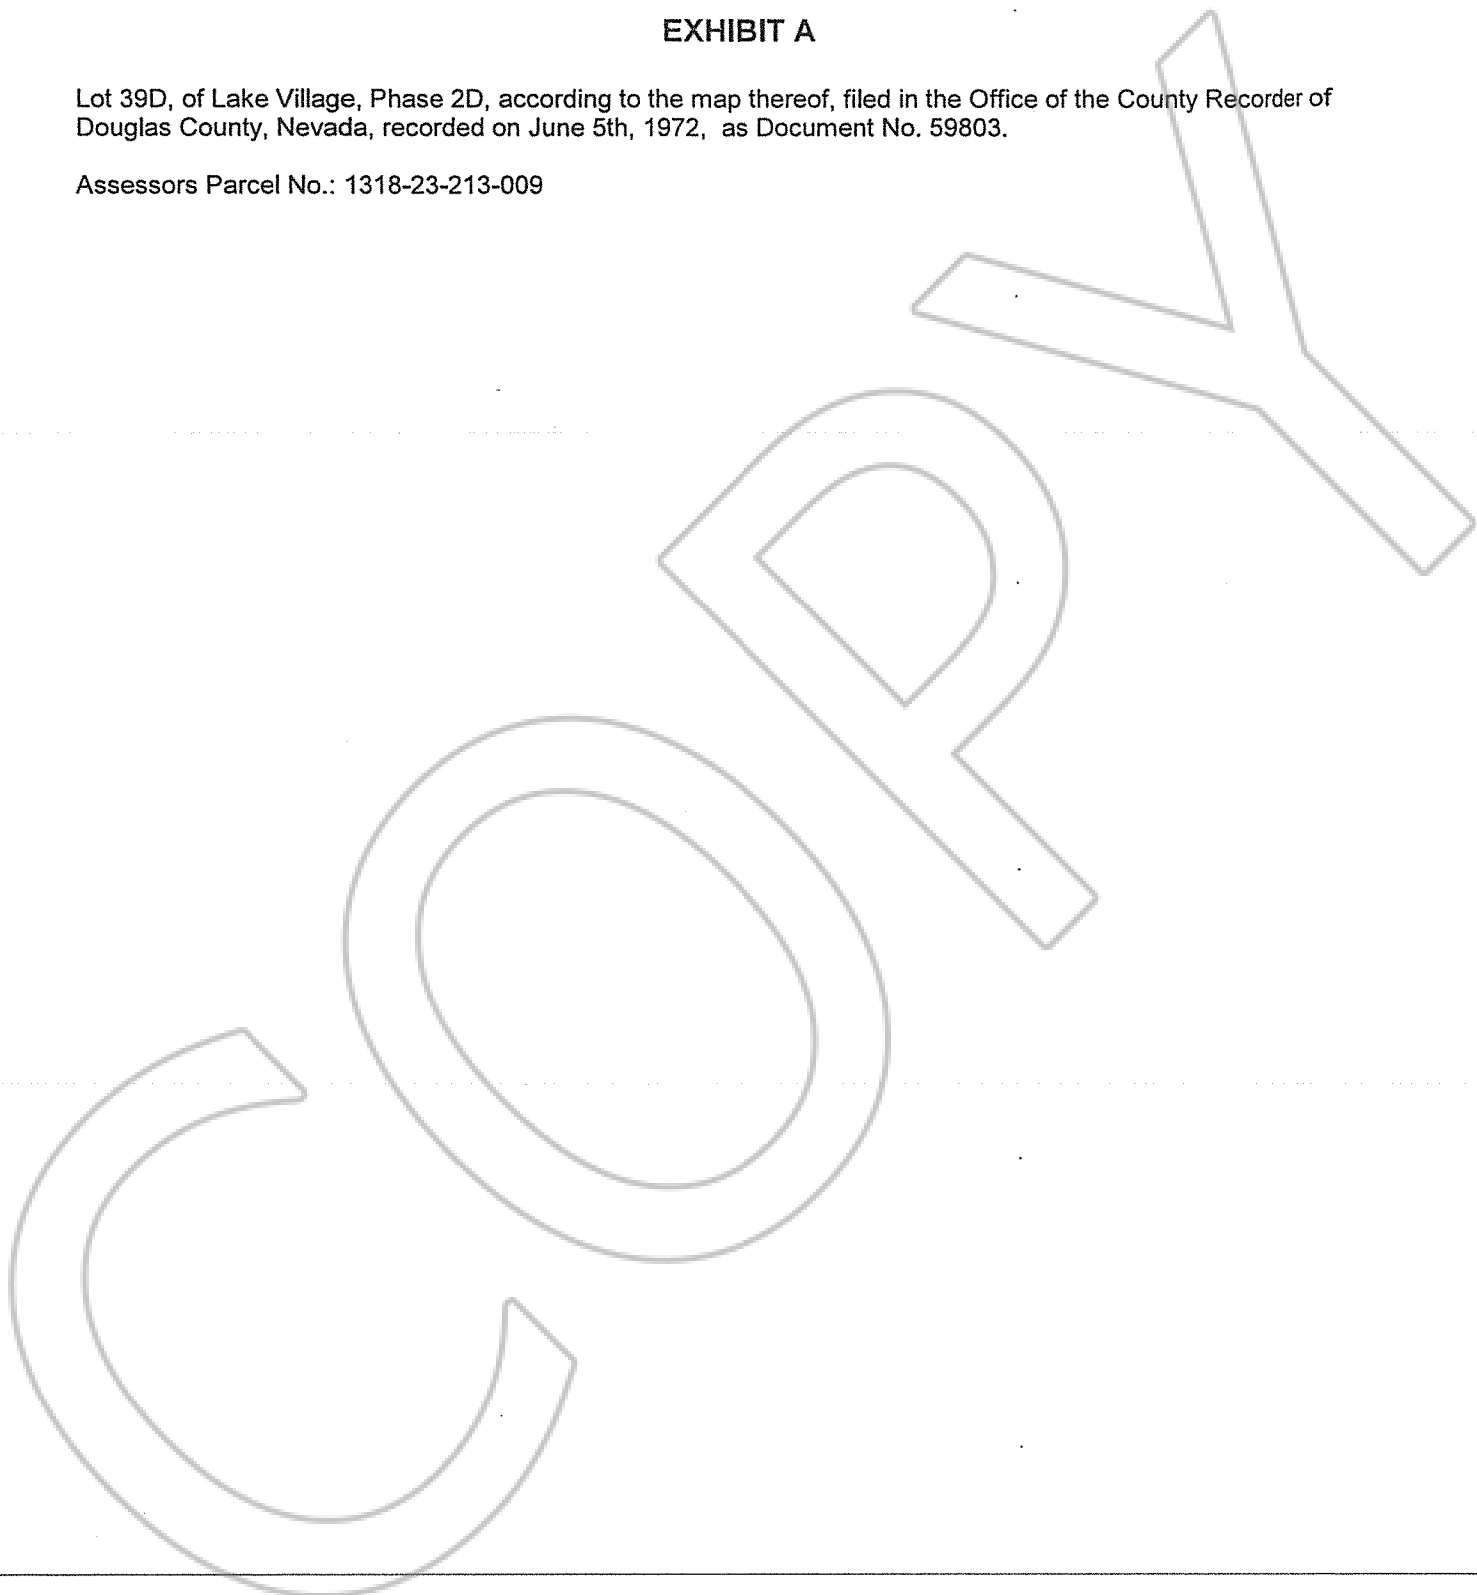 EXHIBIT A
Lot 39D, of Lake Village, Phase 2D, according to the map thereof, filed in the Office of the County Recorder of
Douglas County, Nevada, recorded on June 5th, 1972, as Document No. 59803.
Assessors Parcel No.: 1318-23-213-009
COPY